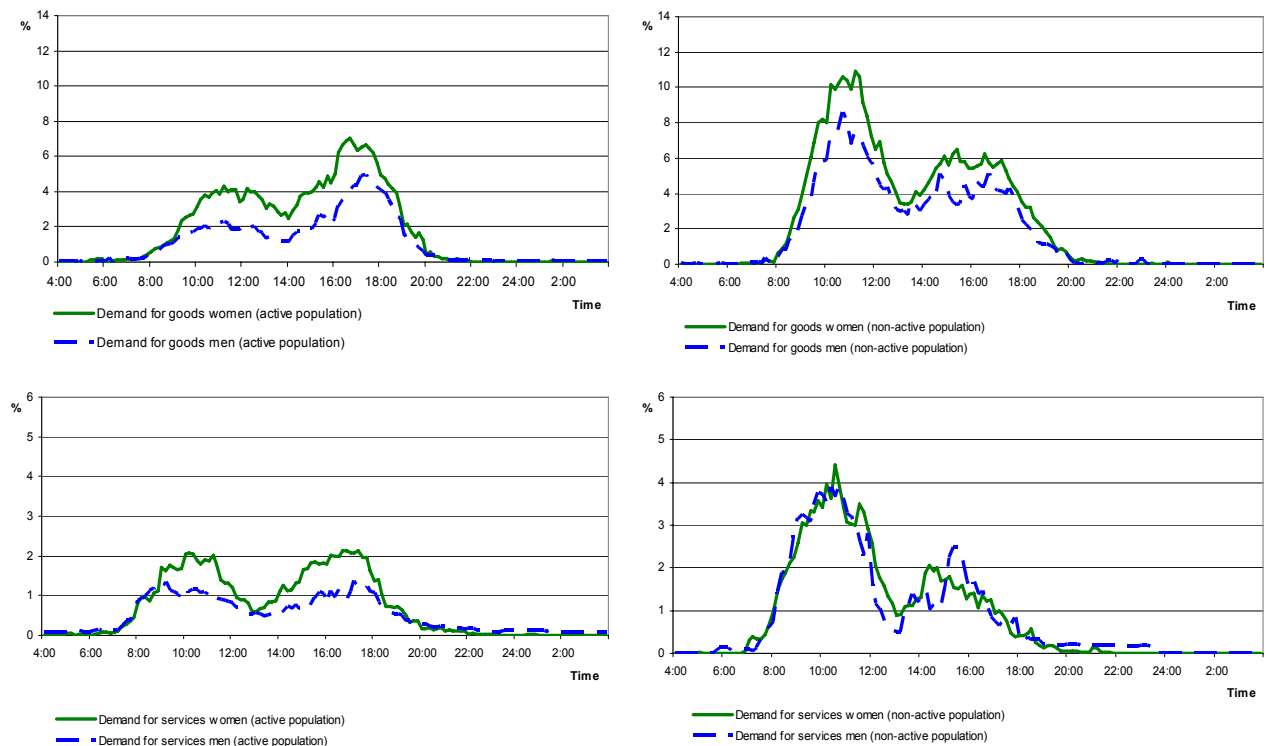 %
14
12
10
8
6
4
2
0
4:00 6:00 8:00 10:00 12:00 14:00 16:00 18:00 20:00 22:00 24:00 2:00
Time
Demand for goods women (active population)
Demand for goods men (active population)
%
14
12
10
8
6
4
2
0
4:00 6:00 8:00 10:00 12:00 14:00 16:00 18:00 20:00 22:00 24:00 2:00
Time
Demand for goods women (non-active population)
Demand for goods men (non-active population)
%
6
5
4
3
2
1
0
4:00 6:00 8:00 10:00 12:00 14:00 16:00 18:00 20:00 22:00 24:00 2:00
Time
Demand for services women (active population)
Demand for services men (active population)
%
6
5
4
3
2
1
0
4:00 6:00 8:00 10:00 12:00 14:00 16:00 18:00 20:00 22:00 24:00 2:00
Time
Demand for services women (non-active population)
Demand for services men (non-active population)